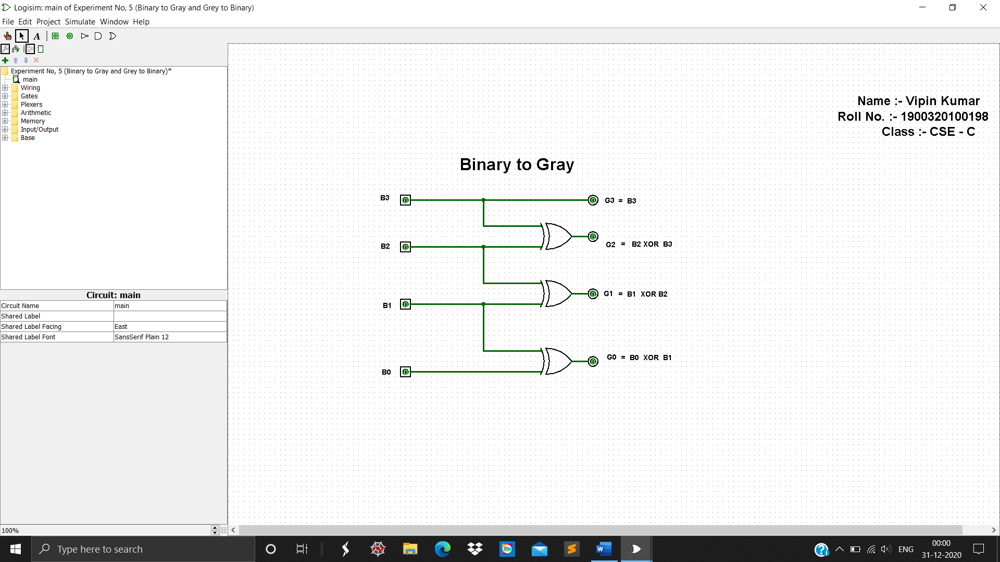 Logisim: main of Experiment No, 5 (Binary to Gray and Grey to Binary)
File Edit Project Simulate Window Help
A
Experiment No, 5 (Binary to Gray and Grey to Binary)*
main
Wiring
Gates
Plexers
Arithmetic
Memory
Input/Output
Base
Circuit: main
Circuit Name main
Shared Label
Shared Label Facing East
Shared Label Font SansSerif Plain 12
100%
Name :- Vipin Kumar
Roll No. :- 1900320100198
Class :- CSE - C
Binary to Gray
B3 0 0 G3 = B3
0 G2 = B2 XOR B3
B2 0
0 G1 = B1 XOR B2
B1 0
0 G0 = B0 XOR B1
B0 0
Type here to search
ENG
00:00
31-12-2020